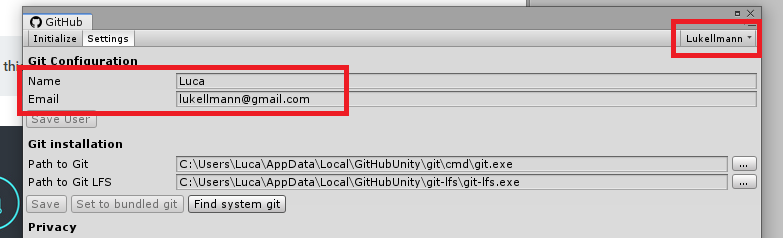 GitHub
Initialize Settings Lukellmann
Git Configuration
thi
Name Luca
Email lukellmann@gmail.com
Save User
Git installation
Path to Git C:\Users\Luca\AppData\Local\GitHubUnity\git\cmd\git.exe ...
Path to Git LFS C:\Users\Luca\AppData\Local\GitHubUnity\git-lfs\git-lfs.exe ...
Save Set to bundled git Find system git
Privacy